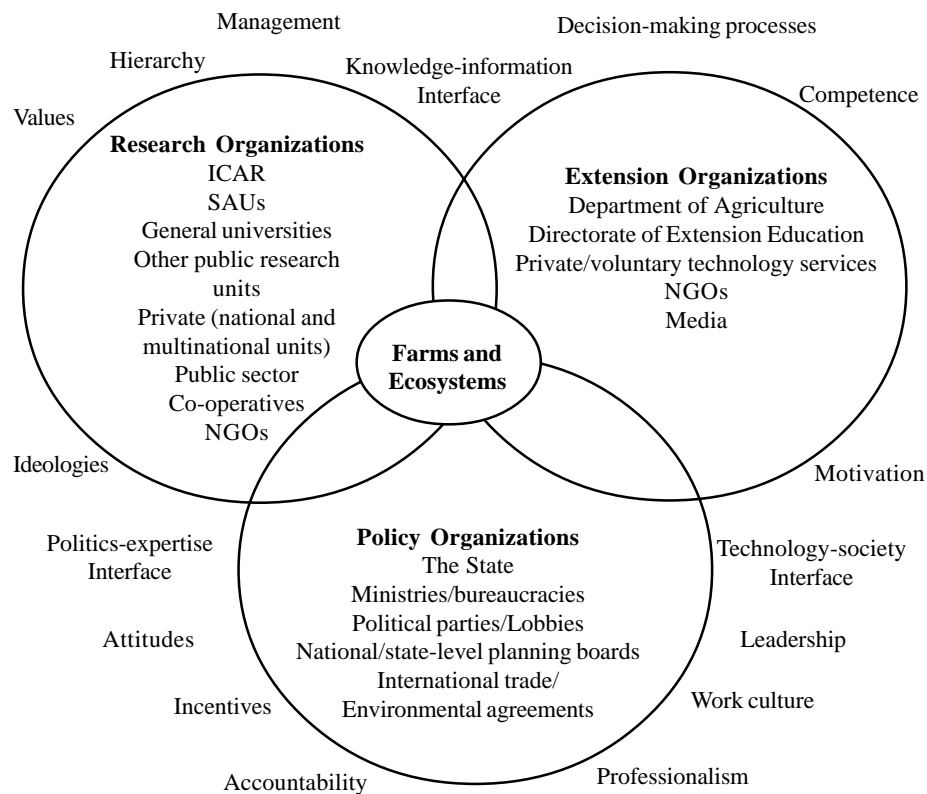 Management
Decision-making processes
Hierarchy
Knowledge-information
Interface
Competence
Values
Research Organizations
ICAR
SAUs
General universities
Other public research
units
Private (national and
multinational units)
Public sector
Co-operatives
NGOs
Extension Organizations
Department of Agriculture
Directorate of Extension Education
Private/voluntary technology services
NGOs
Media
Farms and
Ecosystems
Ideologies
Motivation
Politics-expertise
Interface
Policy Organizations
The State
Ministries/bureaucracies
Political parties/Lobbies
National/state-level planning boards
International trade/
Environmental agreements
Technology-society
Interface
Attitudes
Leadership
Incentives
Work culture
Accountability
Professionalism